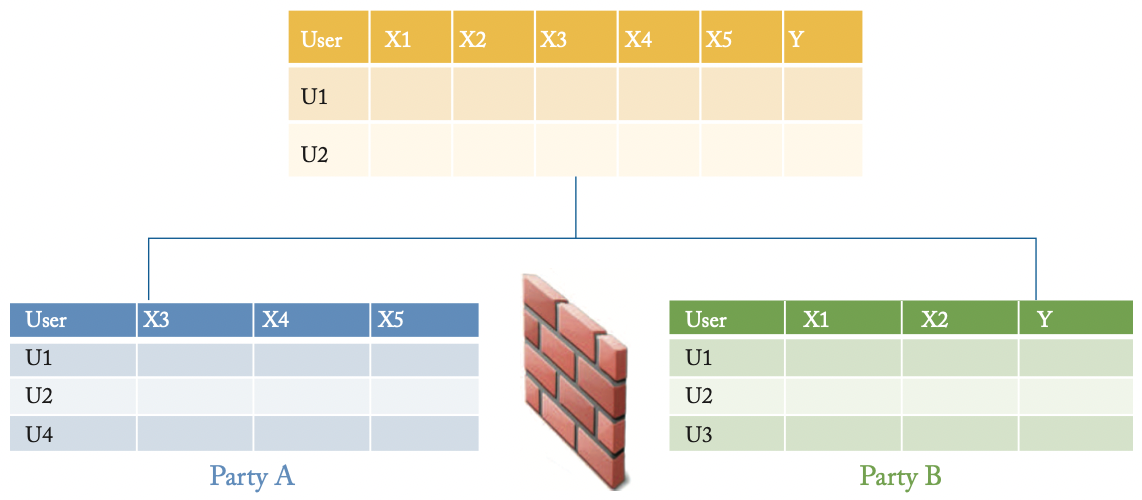 User X1 X2 X3 X4 X5 Y
U1
U2
User X3 X4 X5
U1
U2
U4
Party A
User X1 X2 Y
U1
U2
U3
Party B